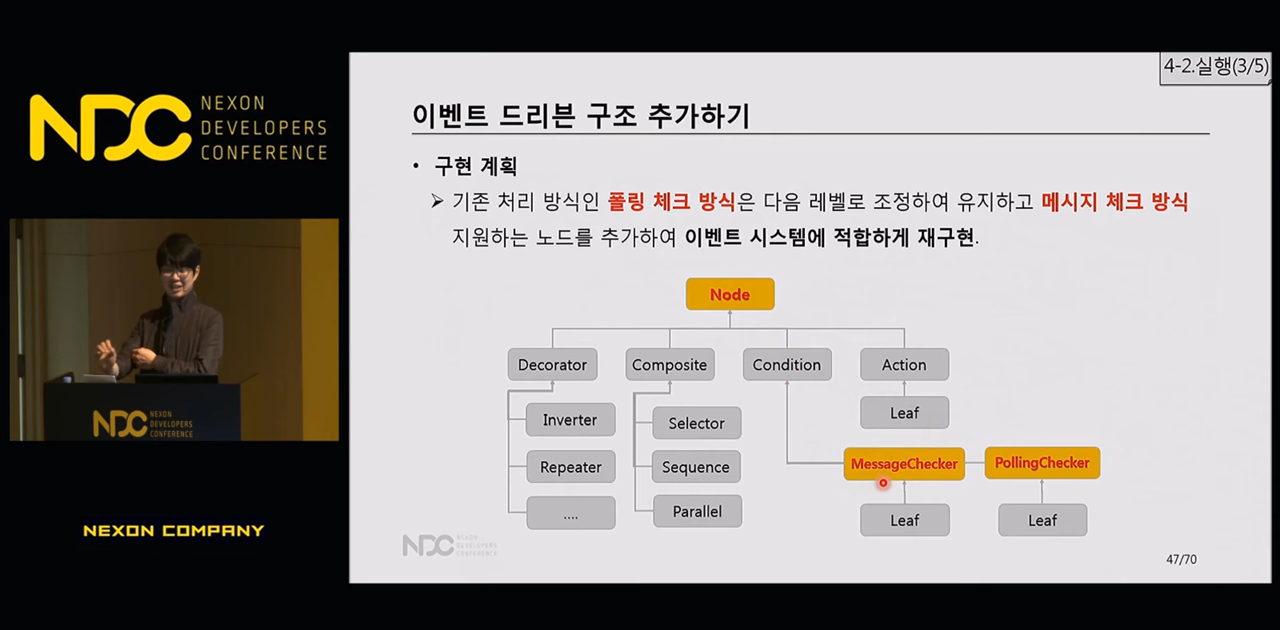 NDC
NEXON
DEVELOPERS
CONFERENCE
NDC
NEXON
DEVELOPERS
CONFERENCE
NEXON COMPANY
4-2.실행(3/5)
이벤트 드리븐 구조 추가하기
• 구현 계획
➢ 기존 처리 방식인 폴링 체크 방식은 다음 레벨로 조정하여 유지하고 메시지 체크 방식
지원하는 노드를 추가하여 이벤트 시스템에 적합하게 재구현.
Node
Decorator
Composite
Condition
Action
Inverter
Selector
Leaf
Repeater
Sequence
MessageChecker
PollingChecker
....
Parallel
Leaf
Leaf
NDC
NEXON
DEVELOPERS
CONFERENCE
47/70